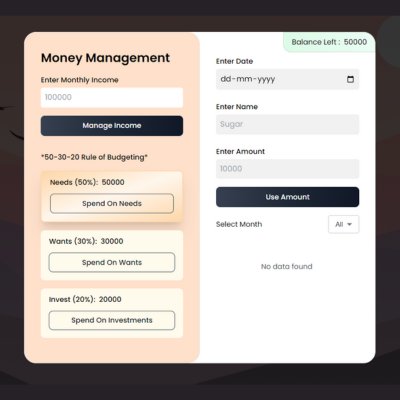 Money Management
Enter Monthly Income
100000
Manage Income
*50-30-20 Rule of Budgeting*
Needs (50%): 50000
Spend On Needs
Wants (30%): 30000
Spend On Wants
Invest (20%): 20000
Spend On Investments
Balance Left : 50000
Enter Date
dd-mm-yyyy
Enter Name
Sugar
Enter Amount
10000
Use Amount
Select Month
All
No data found